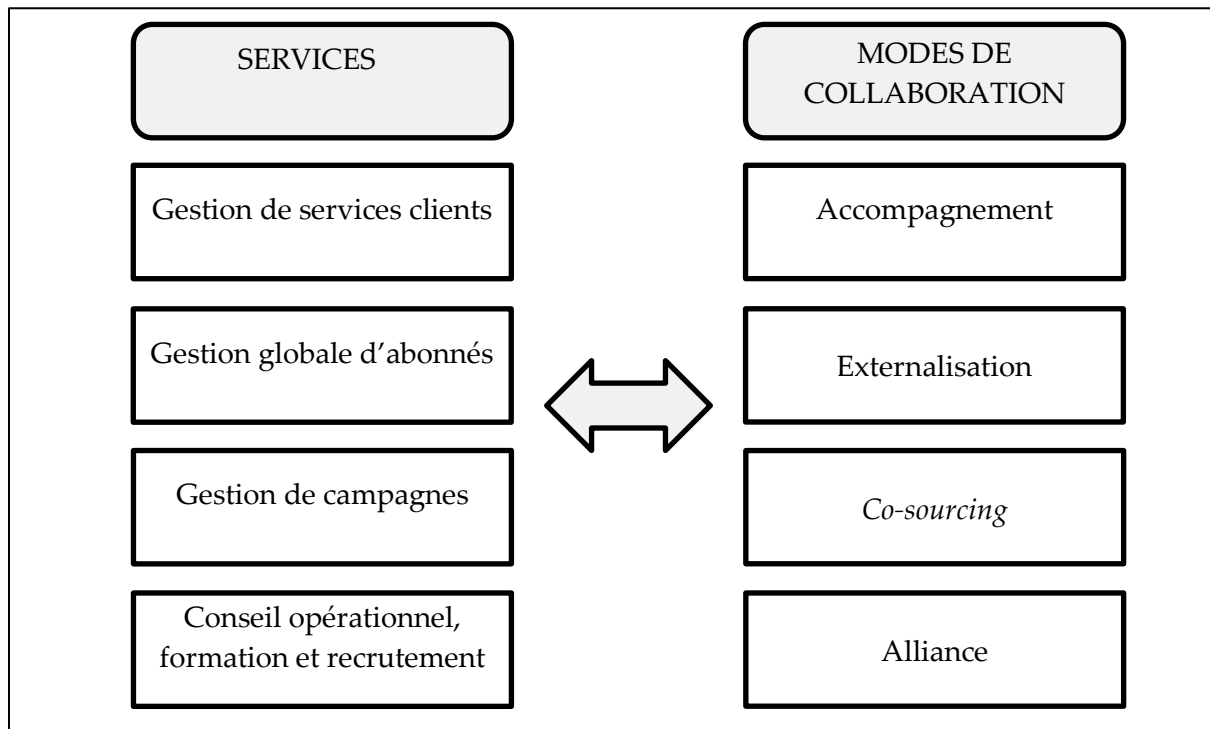 SERVICES
Gestion de services clients
Gestion globale d’abonnés
Gestion de campagnes
Conseil opérationnel,
formation et recrutement
MODES DE
COLLABORATION
Accompagnement
Externalisation
Co-sourcing
Alliance